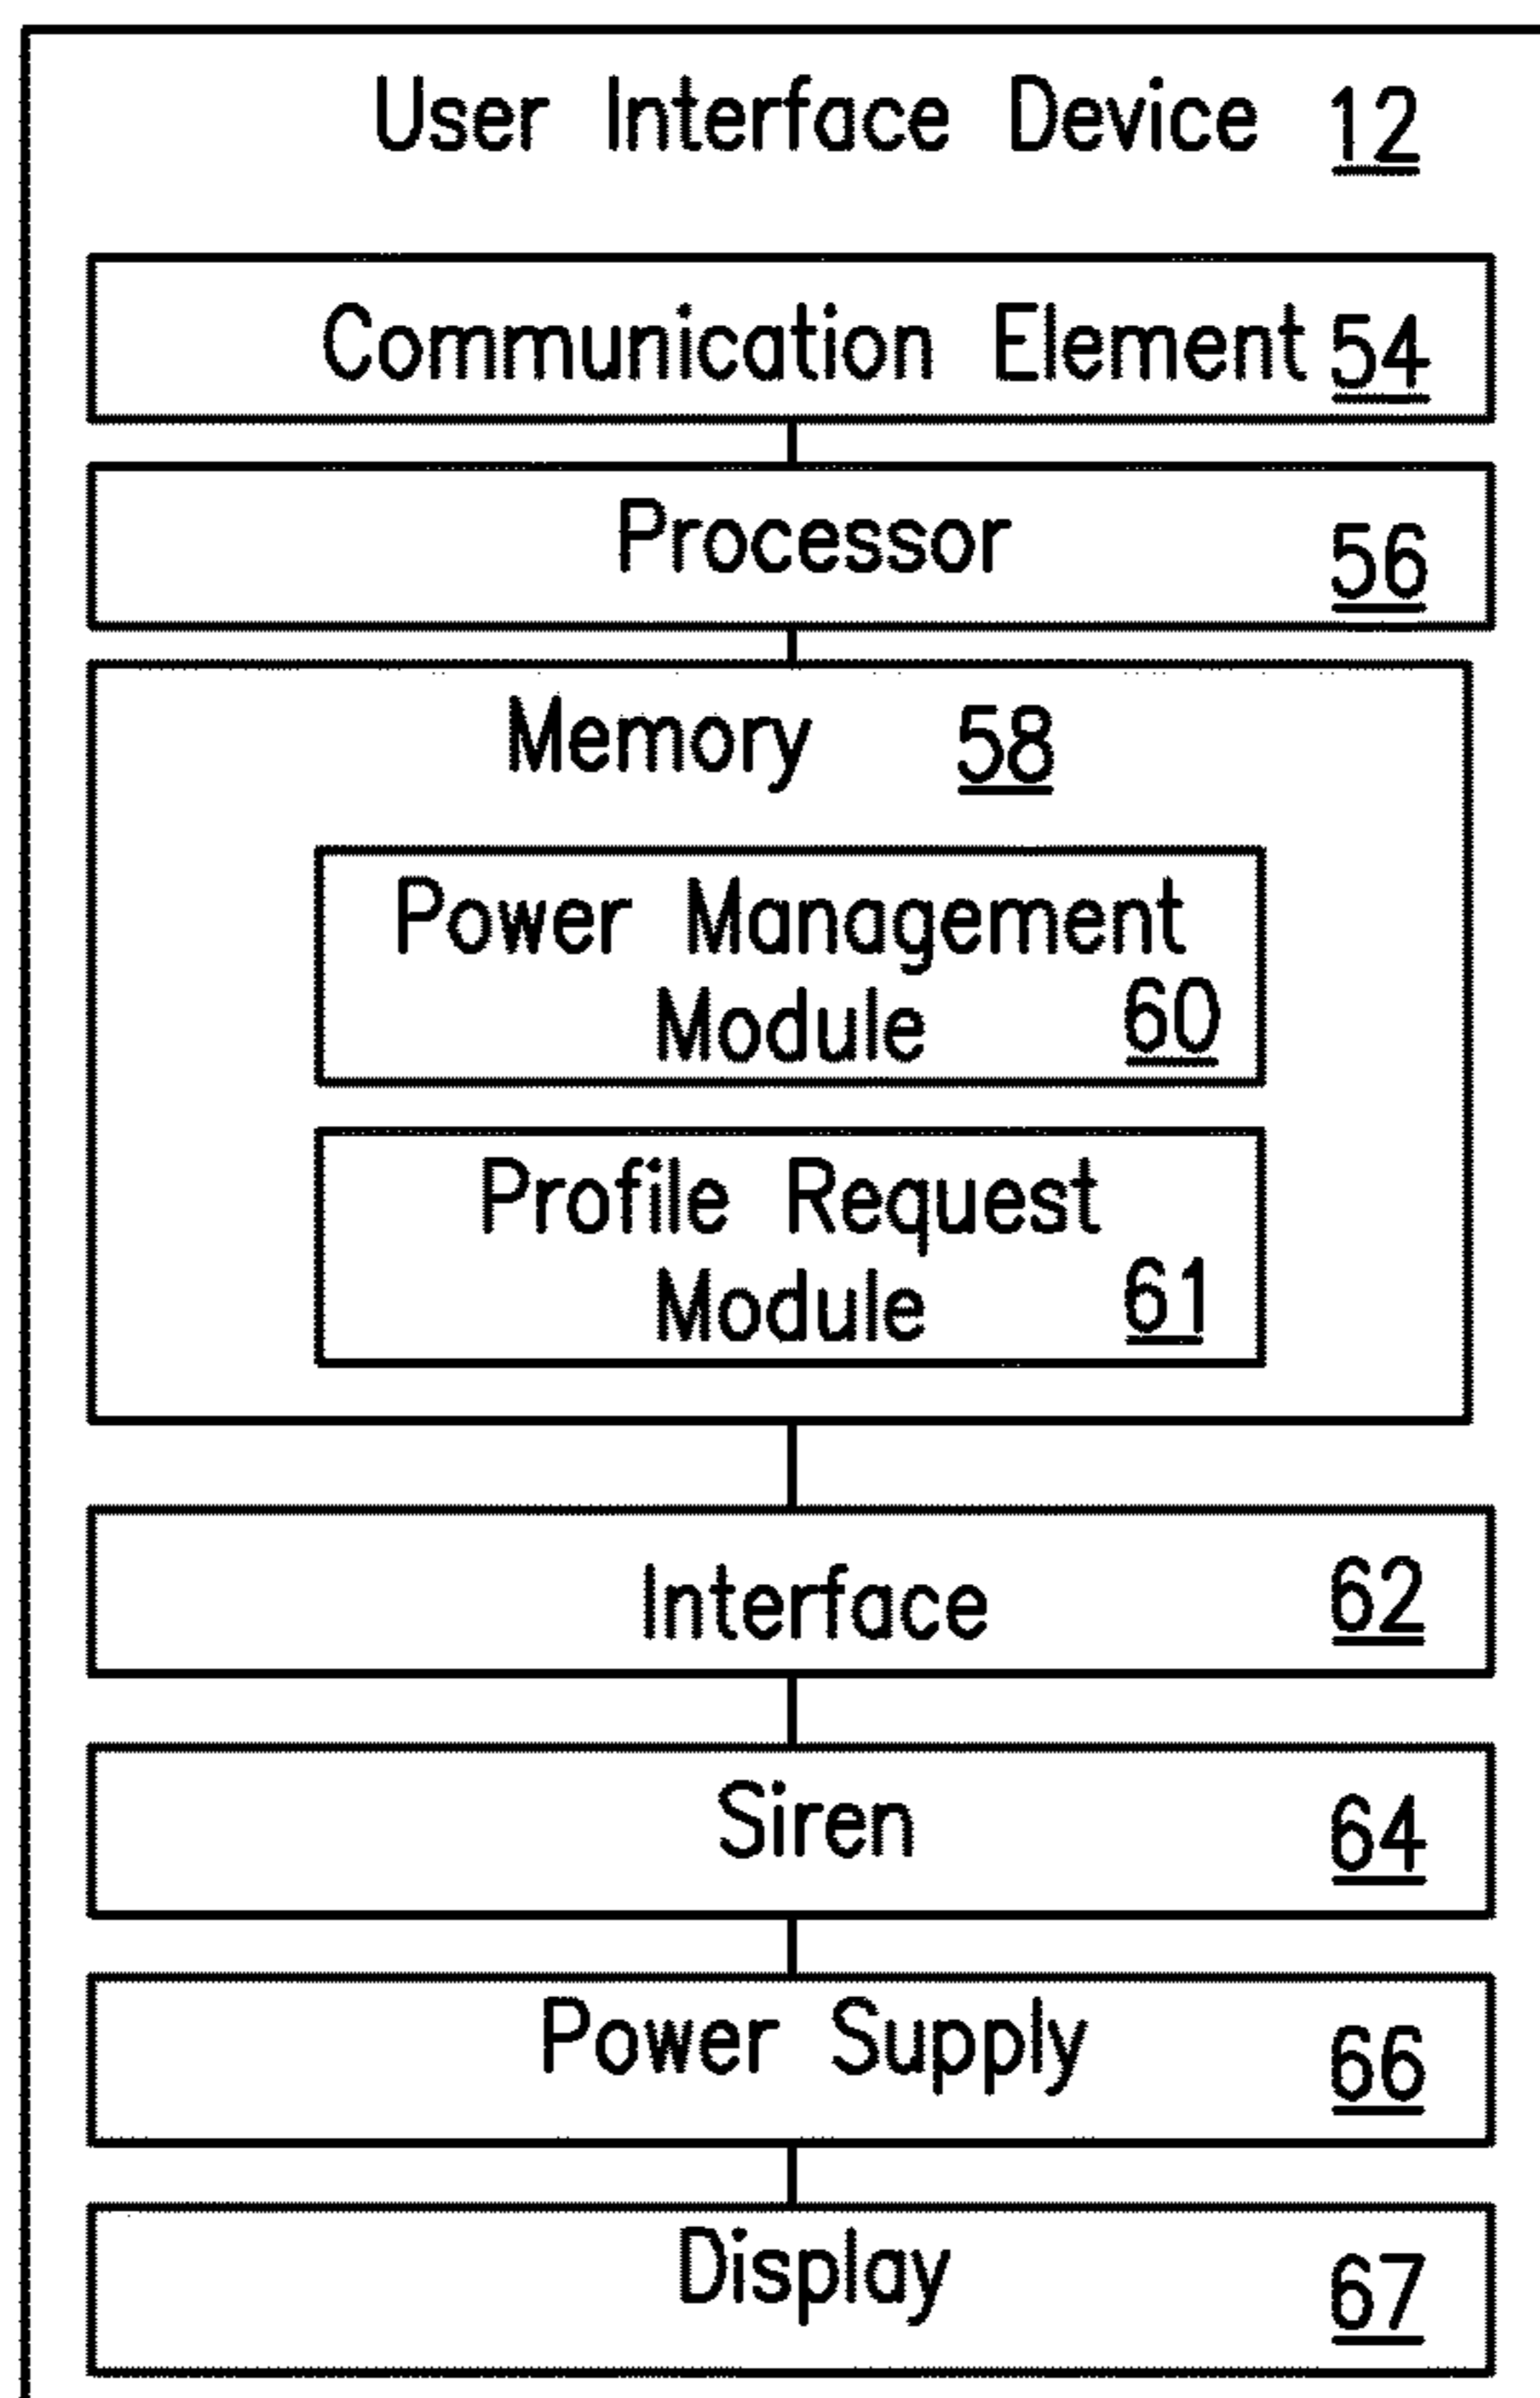 User Interface Device 12
Communication Element 54
Processor 56
Memory 58
Power Management
Module 60
Profile Request
Module 61
Interface 62
Siren 64
Power Supply 66
Display 67